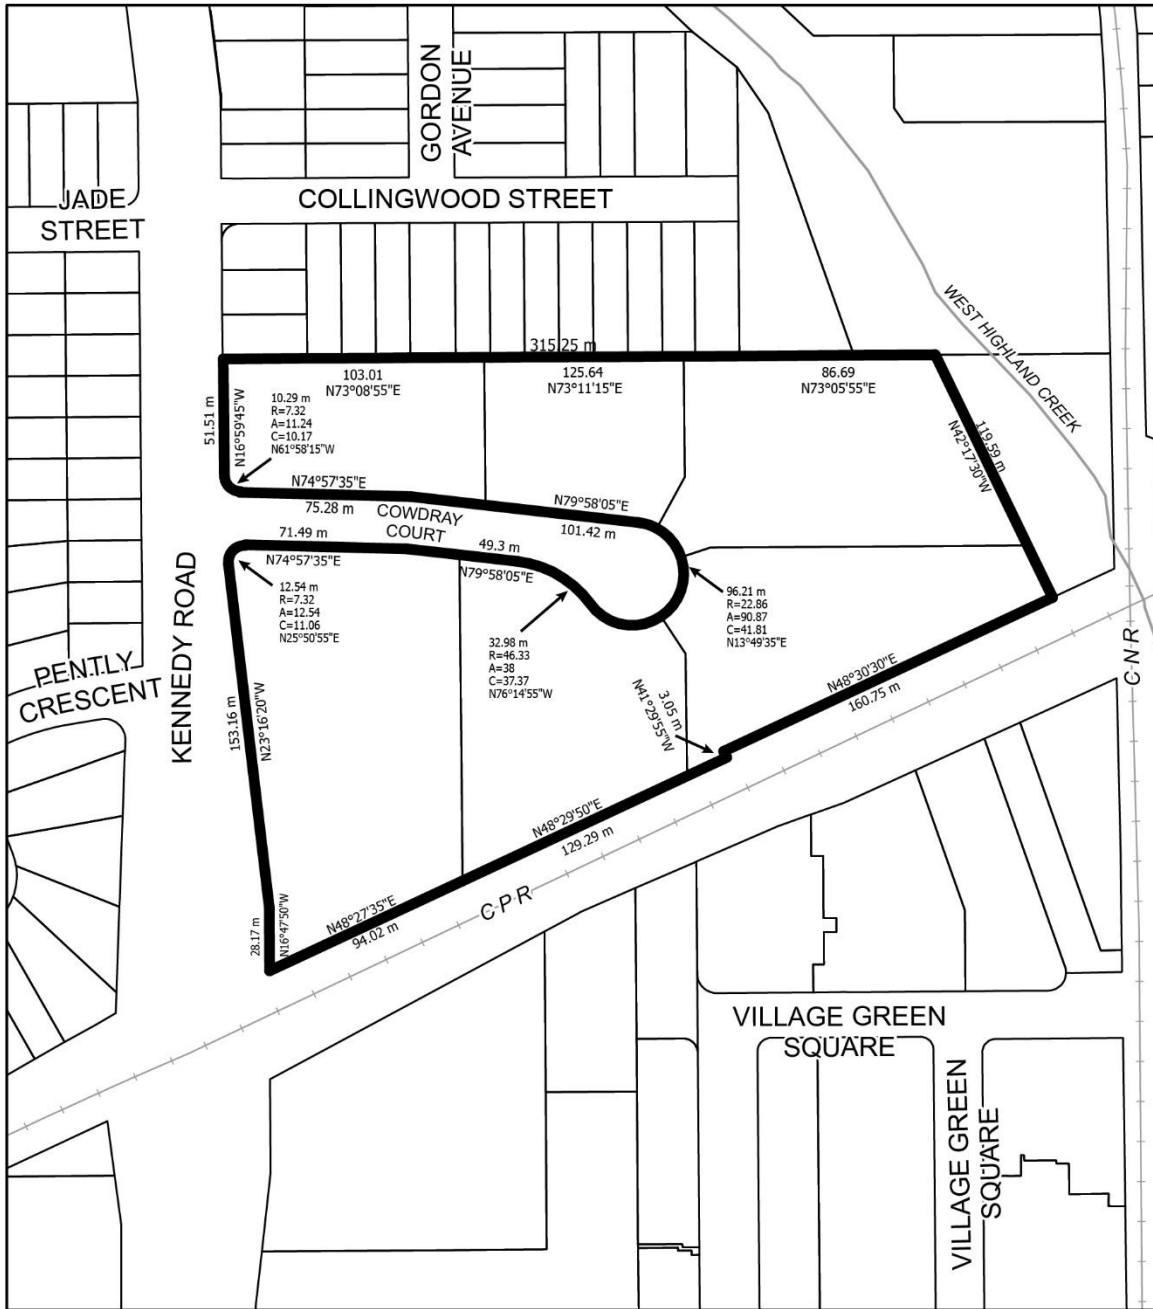 GORDON
AVENUE
JADE
STREET
COLLINGWOOD STREET
WEST HIGHLAND CREEK
315.25 m
103.01
N73°08'55"E
125.64
N73°11'15"E
86.69
N73°05'55"E
51.51 m
N16°59'45"W
10.29 m
R=7.32
A=11.24
C=10.17
N61°58'15"W
119.59 m
N42°17'30"W
N74°57'35"E
75.28 m
COWDRAY
COURT
N79°58'05"E
101.42 m
71.49 m
N74°57'35"E
49.3 m
N79°58'05"E
KENNEDY ROAD
12.54 m
R=7.32
A=12.54
C=11.06
N25°50'55"E
96.21 m
R=22.86
A=90.87
C=41.81
N13°49'35"E
32.98 m
R=46.33
A=38
C=37.37
N76°14'55"W
PENTLY
CRESCENT
C N R
N48°30'30"E
160.75 m
3.05 m
N41°29'55"W
153.16 m
N23°16'20"W
N48°29'50"E
129.29 m
C P R
N48°27'35"E
94.02 m
28.17 m
N16°47'50"W
VILLAGE GREEN
SQUARE
VILLAGE GREEN
SQUARE